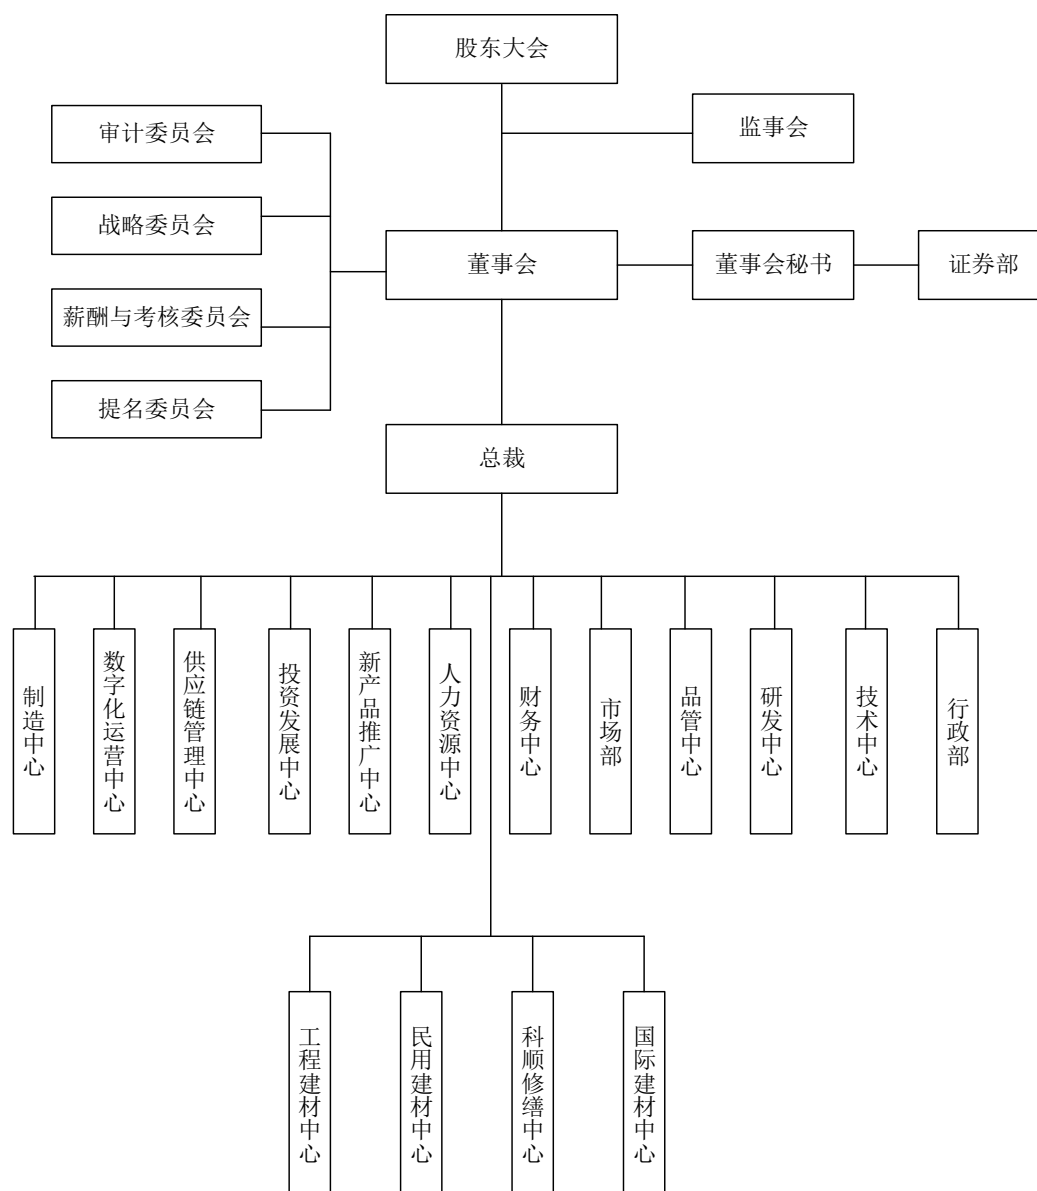 股东大会
审计委员会
监事会
战略委员会
董事会
董事会秘书
证券部
薪酬与考核委员会
提名委员会
总裁
制造中心
数字化运营中心
供应链管理中心
投资发展中心
新产品推广中心
人力资源中心
财务中心
市场部
品管中心
研发中心
技术中心
行政部
工程建材中心
民用建材中心
科顺修缮中心
国际建材中心